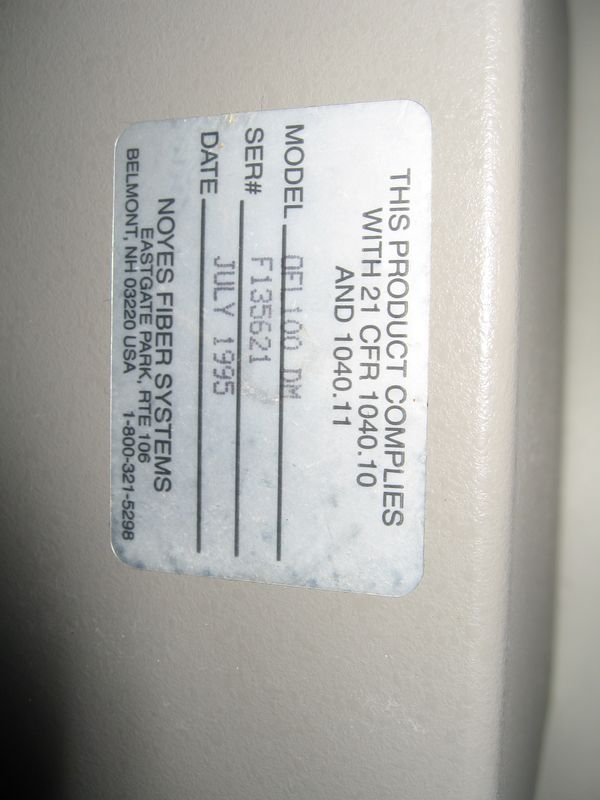 THIS PRODUCT COMPLIES
WITH 21 CFR 1040.10
AND 1040.11
MODEL OFL100 DM
SER# F135621
DATE JULY 1995
NOYES FIBER SYSTEMS
EASTGATE PARK, RTE 106
BELMONT, NH 03220 USA 1-800-321-5298